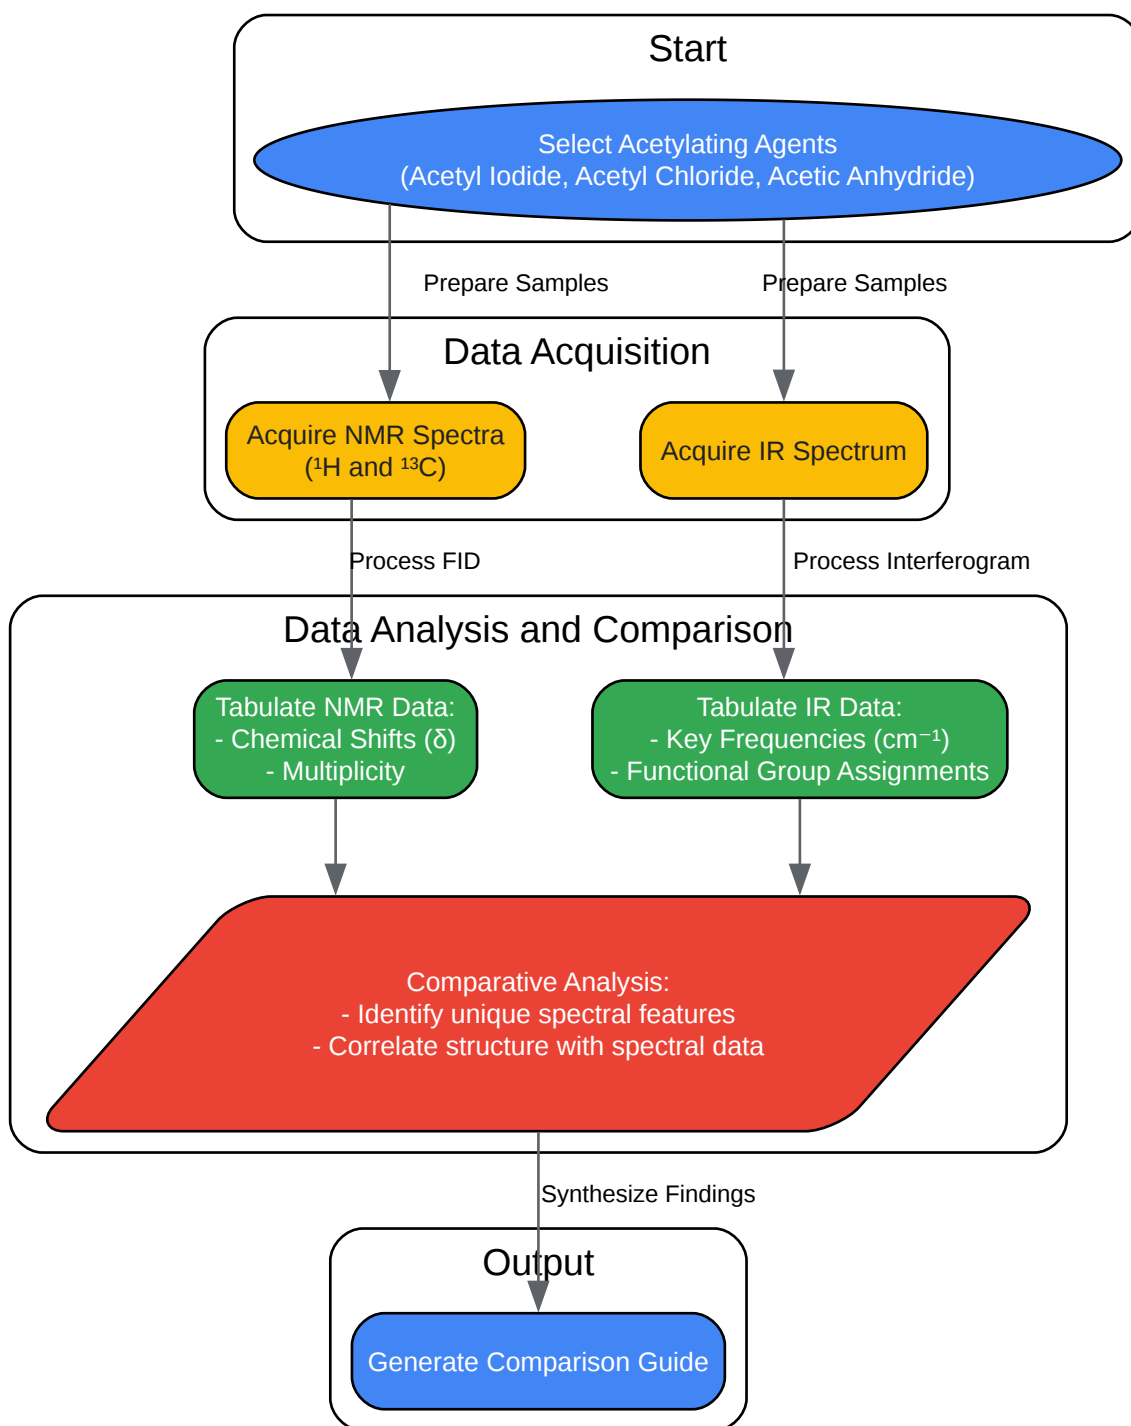 Start
Select Acetylating Agents
(Acetyl Iodide, Acetyl Chloride, Acetic Anhydride)
Prepare Samples
Prepare Samples
Data Acquisition
Acquire NMR Spectra
(¹H and ¹³C)
Acquire IR Spectrum
Process FID
Process Interferogram
Data Analysis and Comparison
Tabulate NMR Data:
- Chemical Shifts (δ)
- Multiplicity
Tabulate IR Data:
- Key Frequencies (cm⁻¹)
- Functional Group Assignments
Comparative Analysis:
- Identify unique spectral features
- Correlate structure with spectral data
Synthesize Findings
Output
Generate Comparison Guide